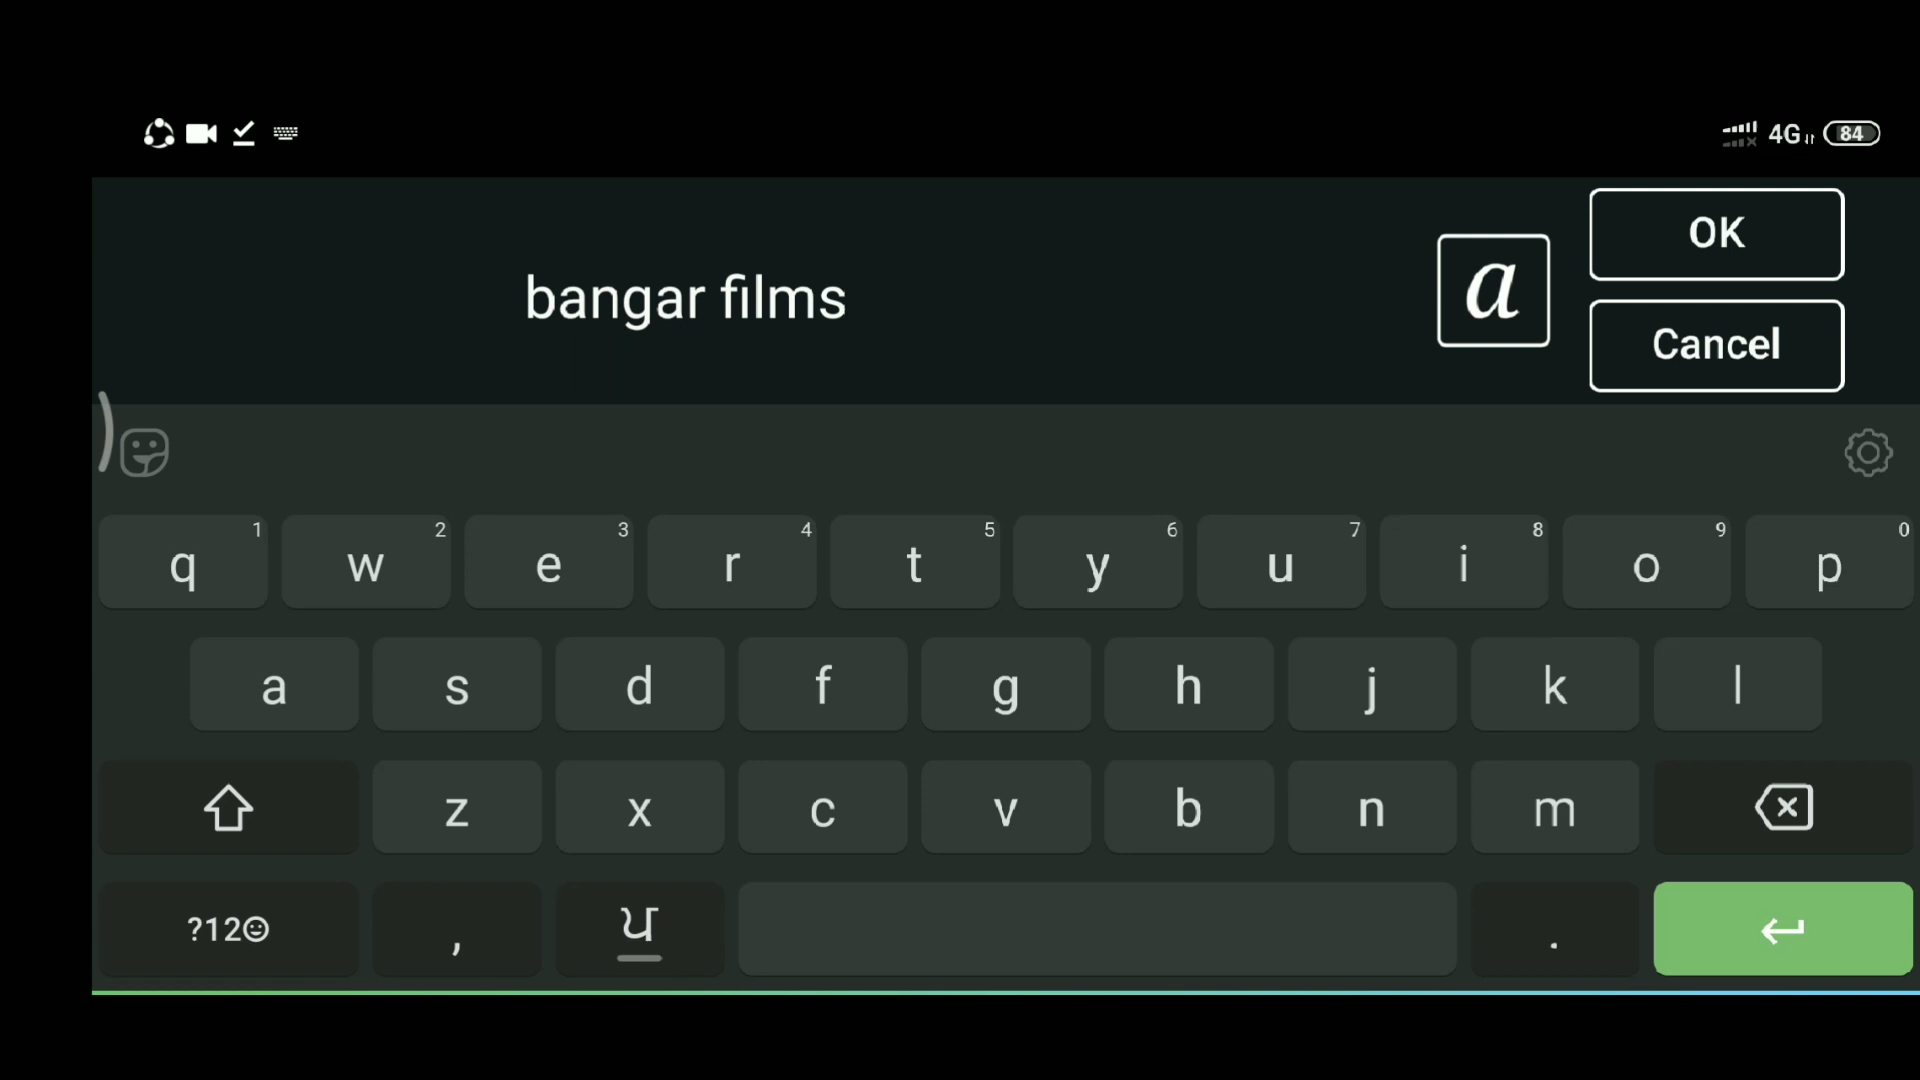 4G 84
OK
bangar films
a
Cancel
1 2 3 4 5 6 7 8 9 0
q w e r t y u i o p
a s d f g h j k l
z x c v b n m
?12 , ਪ .